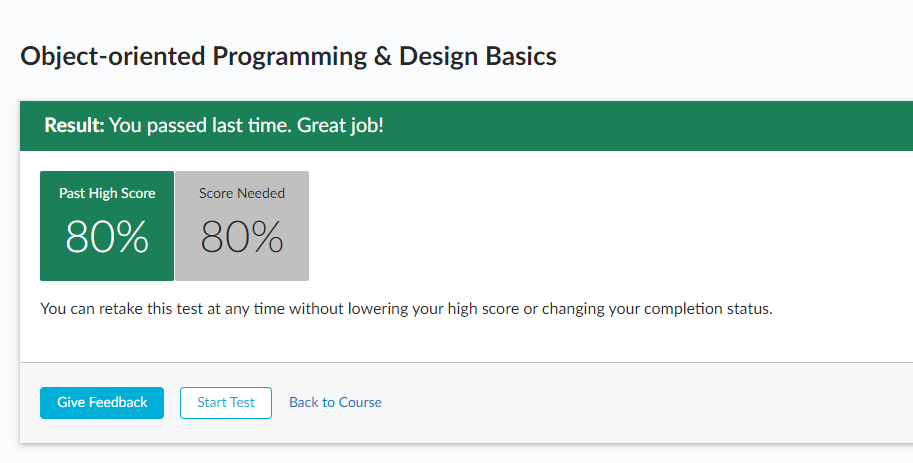 Object-oriented Programming & Design Basics
Result: You passed last time. Great job!
Past High Score
80%
Score Needed
80%
You can retake this test at any time without lowering your high score or changing your completion status.
Give Feedback
Start Test
Back to Course